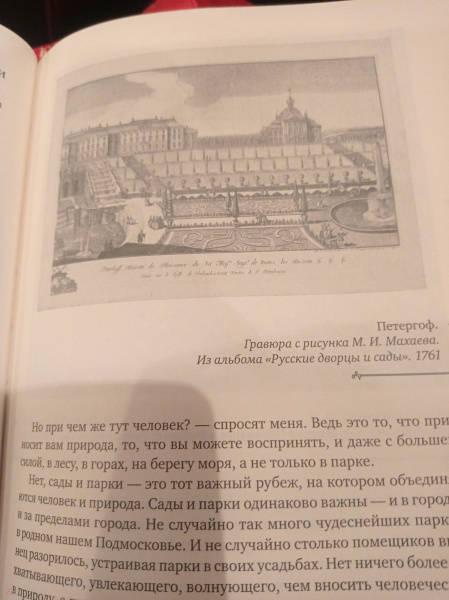 Петергоф.
Гравюра с рисунка М. И. Махаева.
Из альбома «Русские дворцы и сады». 1761
Но при чем же тут человек? — спросят меня. Ведь это то, что при
носит вам природа, то, что вы можете воспринять, и даже с больше
силой, в лесу, в горах, на берегу моря, а не только в парке.
Нет, сады и парки — это тот важный рубеж, на котором объедин
ются человек и природа. Сады и парки одинаково важны — и в город
и за пределами города. Не случайно так много чудеснейших парк
в родном нашем Подмосковье. И не случайно столько помещиков в
нец разорилось, устраивая парки в своих усадьбах. Нет ничего более
хватывающего, увлекающего, волнующего, чем вносить человеческ
в природу, а